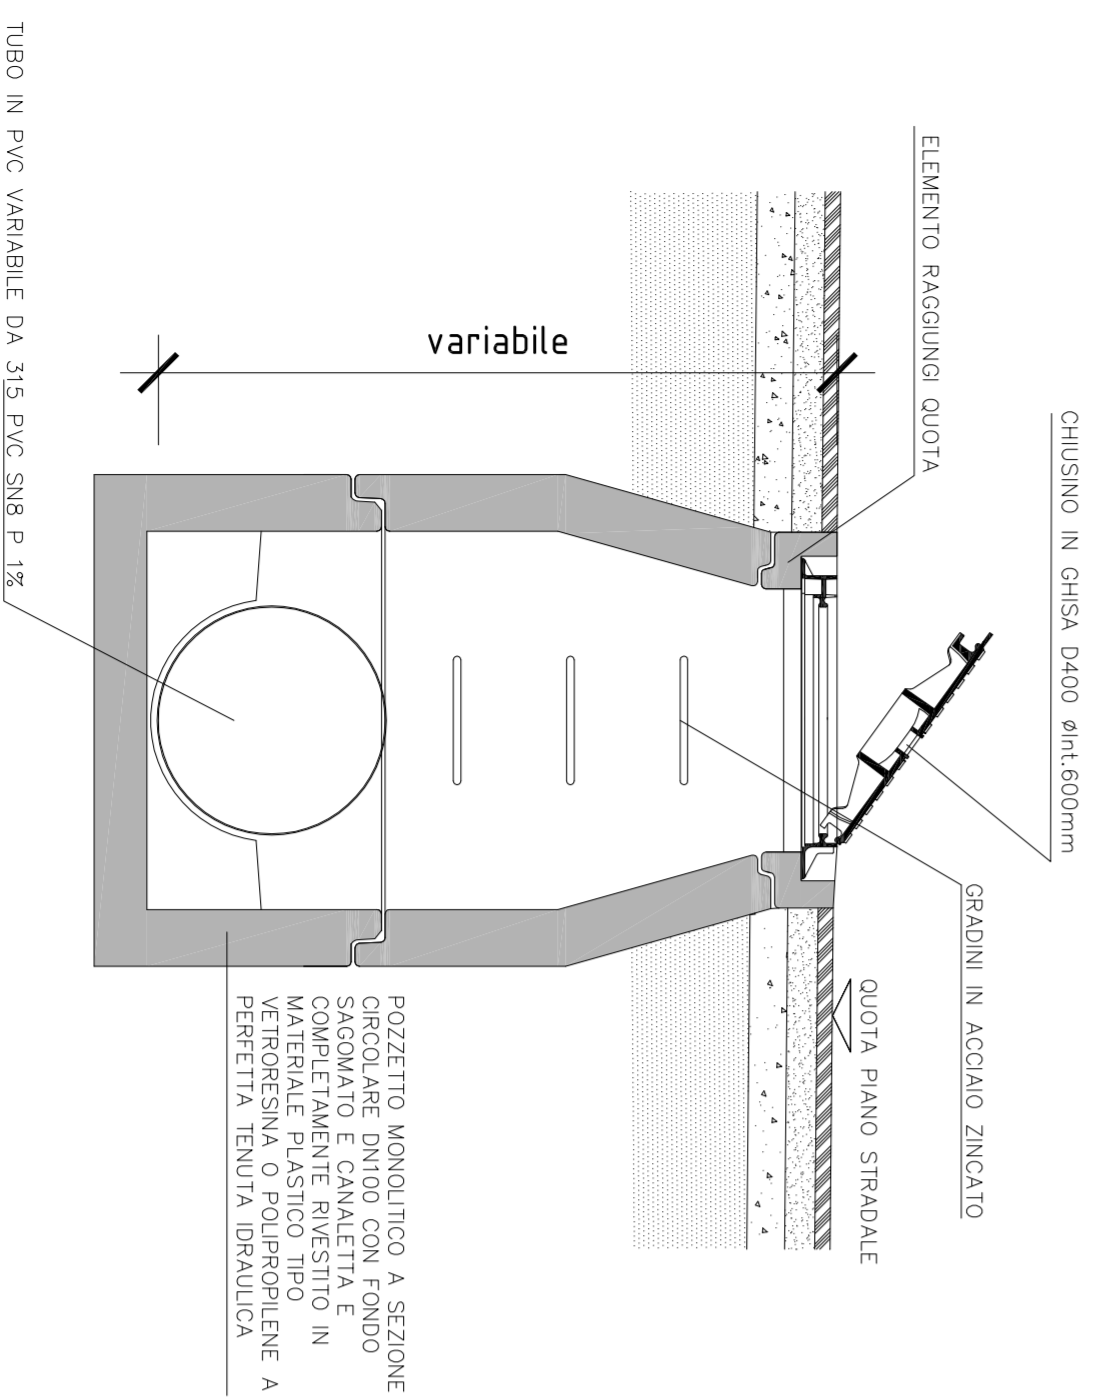 CHIUSINO IN GHISA D400 ØInt.600mm
ELEMENTO RAGGIUNGI QUOTA
GRADINI IN ACCIAIO ZINCATO
QUOTA PIANO STRADALE
variabile
POZZETTO MONOLITICO A SEZIONE
CIRCOLARE DN100 CON FONDO
SAGOMATO E CANALETTA E
COMPLETAMENTE RIVESTITO IN
MATERIALE PLASTICO TIPO
VETRORESINA O POLIPROPILENE A
PERFETTA TENUTA IDRAULICA
TUBO IN PVC VARIABILE DA 315 PVC SN8 P 1%